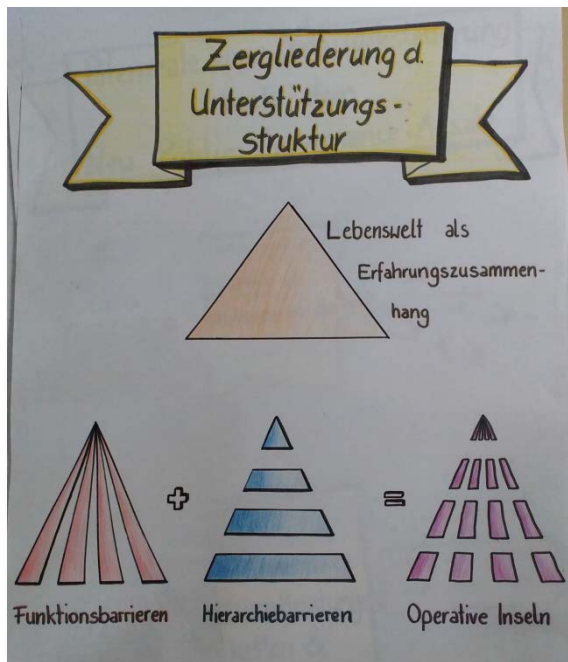 Zergliederung d.
Unterstützungs-
struktur
Lebenswelt als
Erfahrungszusammen-
hang
+
=
Funktionsbarrieren
Hierarchiebarrieren
Operative Inseln